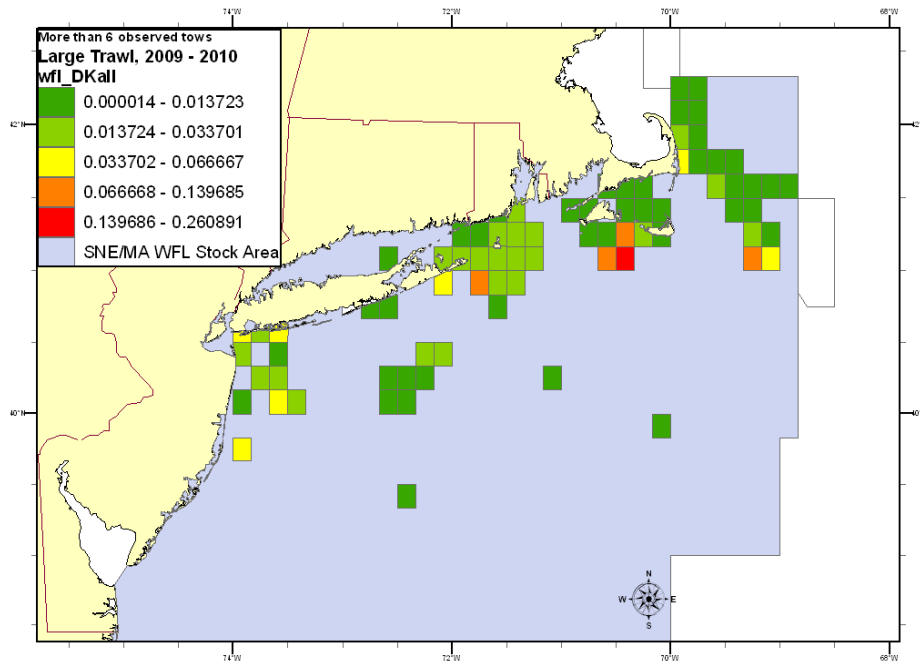 74°W 72°W 70°W 68°W
More than 6 observed tows
Large Trawl, 2009 - 2010
wfl_DKall
0.000014 - 0.013723
0.013724 - 0.033701
0.033702 - 0.066667
0.066668 - 0.139685
0.139686 - 0.260891
SNE/MA WFL Stock Area
42°N
40°N 40°N
N
W E
S
74°W 72°W 70°W 68°W